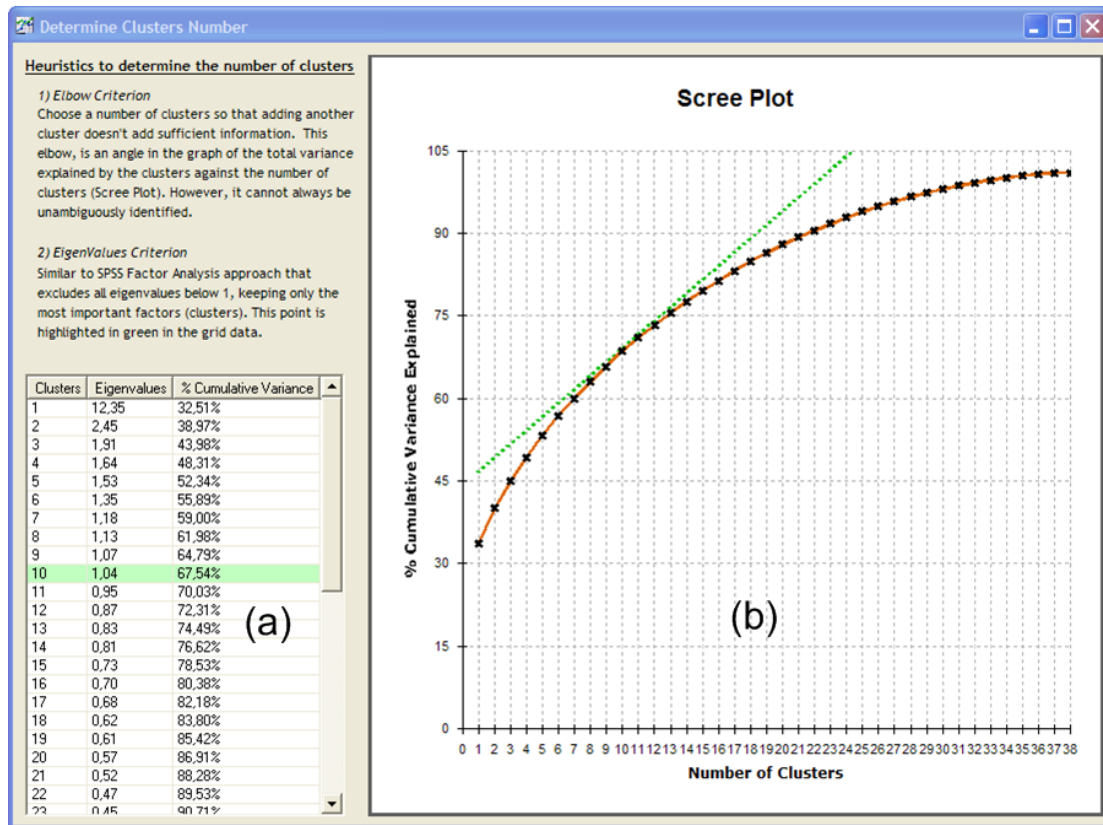 Determine Clusters Number
Heuristics to determine the number of clusters
1) Elbow Criterion
Choose a number of clusters so that adding another
cluster doesn't add sufficient information. This
elbow, is an angle in the graph of the total variance
explained by the clusters against the number of
clusters (Scree Plot). However, it cannot always be
unambiguously identified.
2) EigenValues Criterion
Similar to SPSS Factor Analysis approach that
excludes all eigenvalues below 1, keeping only the
most important factors (clusters). This point is
highlighted in green in the grid data.
Clusters Eigenvalues % Cumulative Variance
1 12,35 32,51%
2 2,45 38,97%
3 1,91 43,98%
4 1,64 48,31%
5 1,53 52,34%
6 1,35 55,89%
7 1,18 59,00%
8 1,13 61,98%
9 1,07 64,79%
10 1,04 67,54%
11 0,95 70,03%
12 0,87 72,31%
13 0,83 74,49%
14 0,81 76,62%
15 0,73 78,53%
16 0,70 80,38%
17 0,68 82,18%
18 0,62 83,80%
19 0,61 85,42%
20 0,57 86,91%
21 0,52 88,28%
22 0,47 89,53%
23 0,45 90,71%
(a)
Scree Plot
% Cumulative Variance Explained
105
90
75
60
45
30
15
0
(b)
0 1 2 3 4 5 6 7 8 9 10 11 12 13 14 15 16 17 18 19 20 21 22 23 24 25 26 27 28 29 30 31 32 33 34 35 36 37 38
Number of Clusters